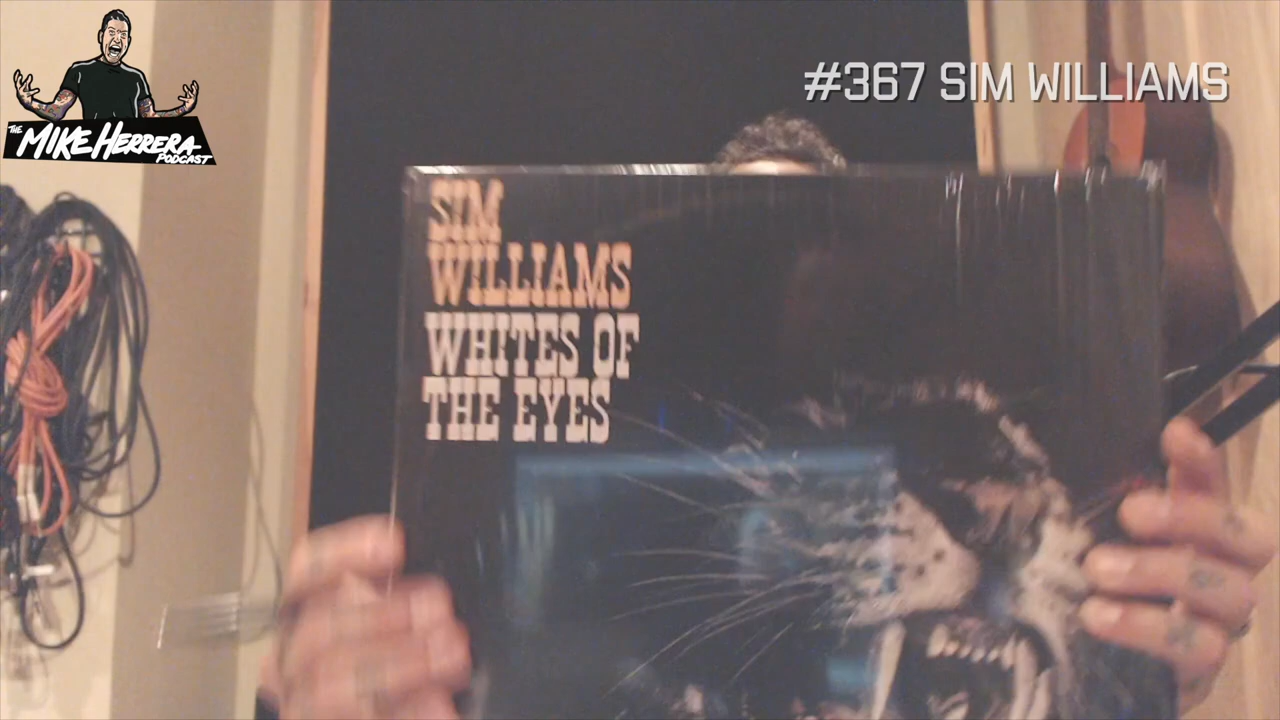 THE
MIKE HERRERA
PODCAST
#367 SIM WILLIAMS
SIM
WILLIAMS
WHITES OF
THE EYES